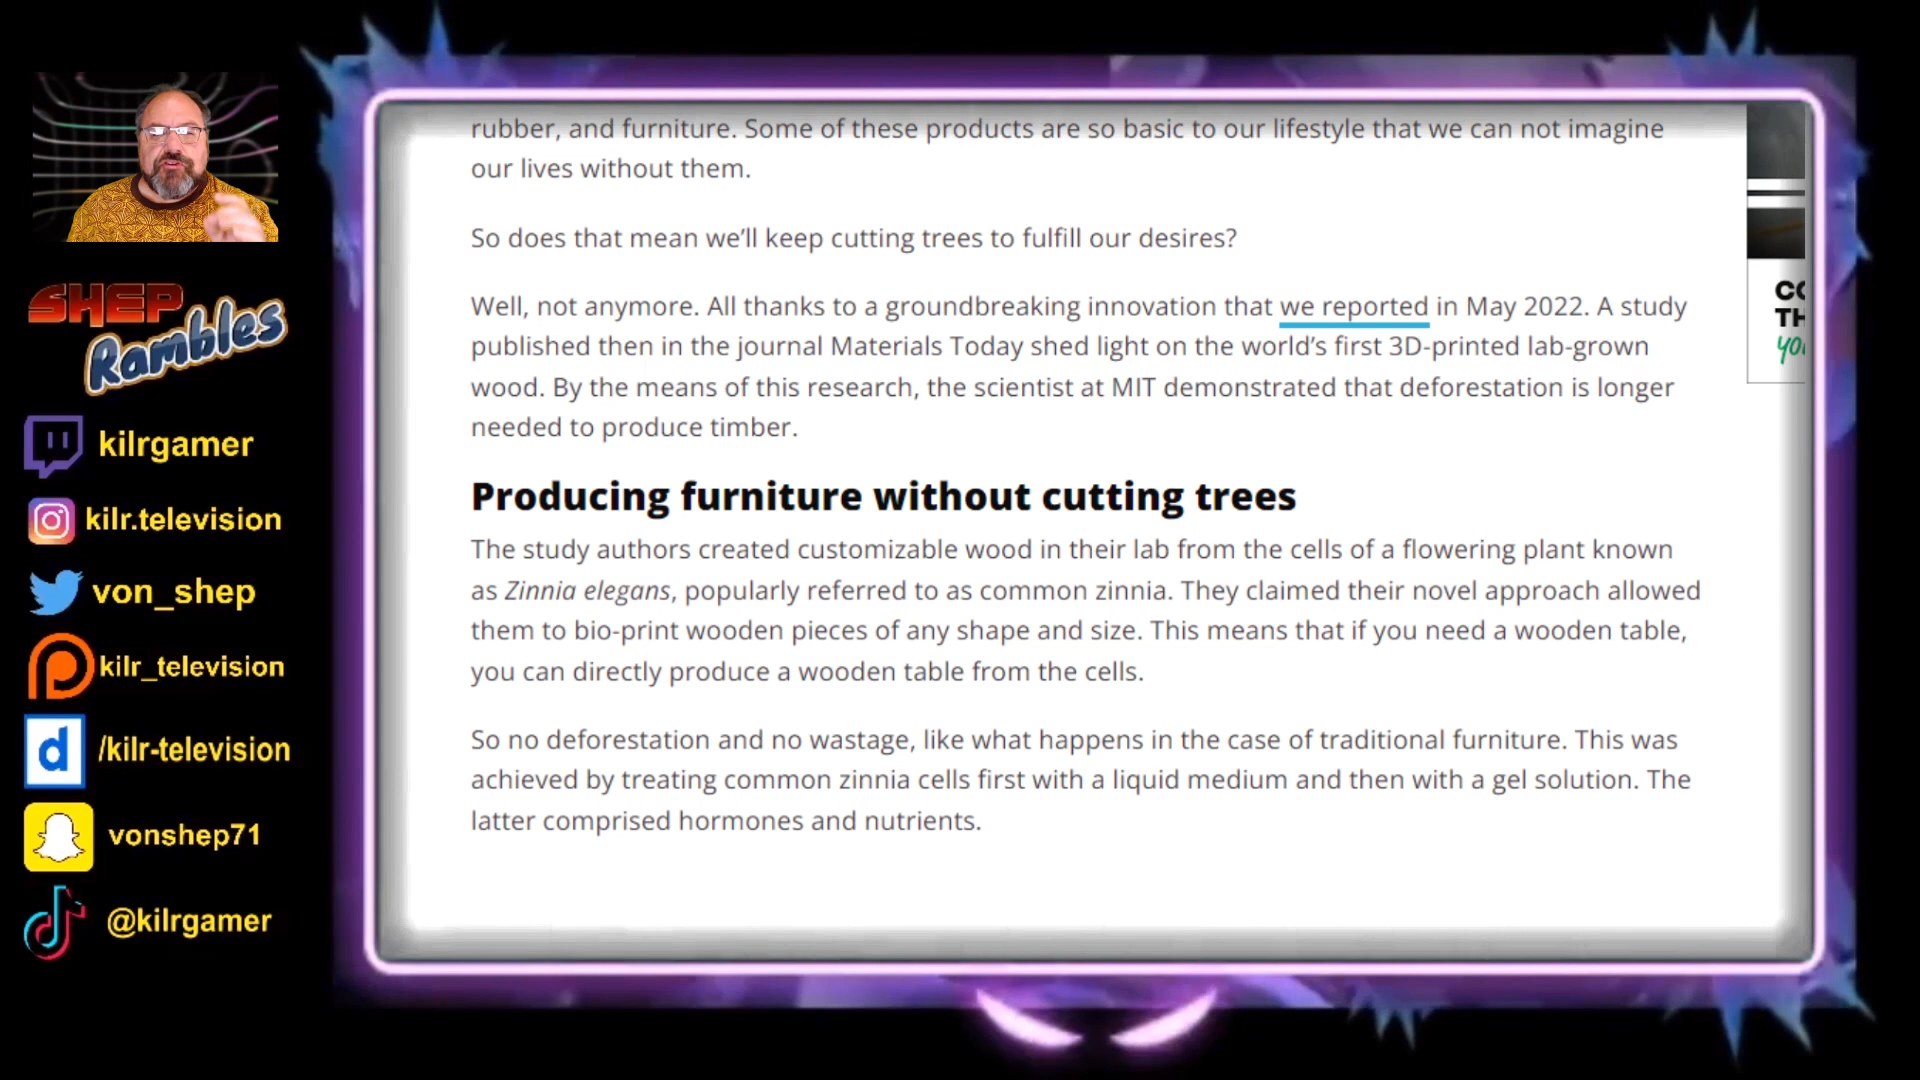 SHEP
Rambles
kilrgamer
kilr.television
von_shep
kilr_television
d /kilr-television
vonshep71
@kilrgamer
rubber, and furniture. Some of these products are so basic to our lifestyle that we can not imagine
our lives without them.
So does that mean we’ll keep cutting trees to fulfill our desires?
Well, not anymore. All thanks to a groundbreaking innovation that we reported in May 2022. A study
published then in the journal Materials Today shed light on the world’s first 3D-printed lab-grown
wood. By the means of this research, the scientist at MIT demonstrated that deforestation is longer
needed to produce timber.
Producing furniture without cutting trees
The study authors created customizable wood in their lab from the cells of a flowering plant known
as Zinnia elegans, popularly referred to as common zinnia. They claimed their novel approach allowed
them to bio-print wooden pieces of any shape and size. This means that if you need a wooden table,
you can directly produce a wooden table from the cells.
So no deforestation and no wastage, like what happens in the case of traditional furniture. This was
achieved by treating common zinnia cells first with a liquid medium and then with a gel solution. The
latter comprised hormones and nutrients.